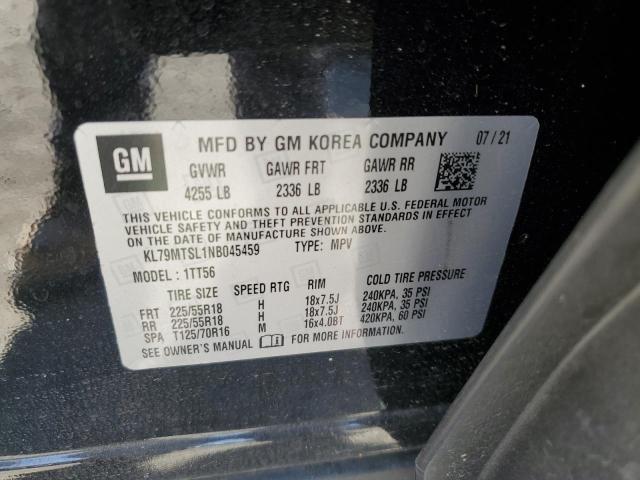 GM MFD BY GM KOREA COMPANY 07/21
GVWR GAWR FRT GAWR RR
4255 LB 2336 LB 2336 LB
THIS VEHICLE CONFORMS TO ALL APPLICABLE U.S. FEDERAL MOTOR
VEHICLE SAFETY AND THEFT PREVENTION STANDARDS IN EFFECT
ON THE DATE OF MANUFACTURE SHOWN ABOVE.
KL79MTSL1NB045459 TYPE: MPV
MODEL: 1TT56
TIRE SIZE SPEED RTG RIM COLD TIRE PRESSURE
FRT 225/55R18 H 18x7.5J 240KPA, 35 PSI
RR 225/55R18 H 18x7.5J 240KPA, 35 PSI
SPA T125/70R16 M 16x4.0BT 420KPA, 60 PSI
SEE OWNER'S MANUAL FOR MORE INFORMATION.